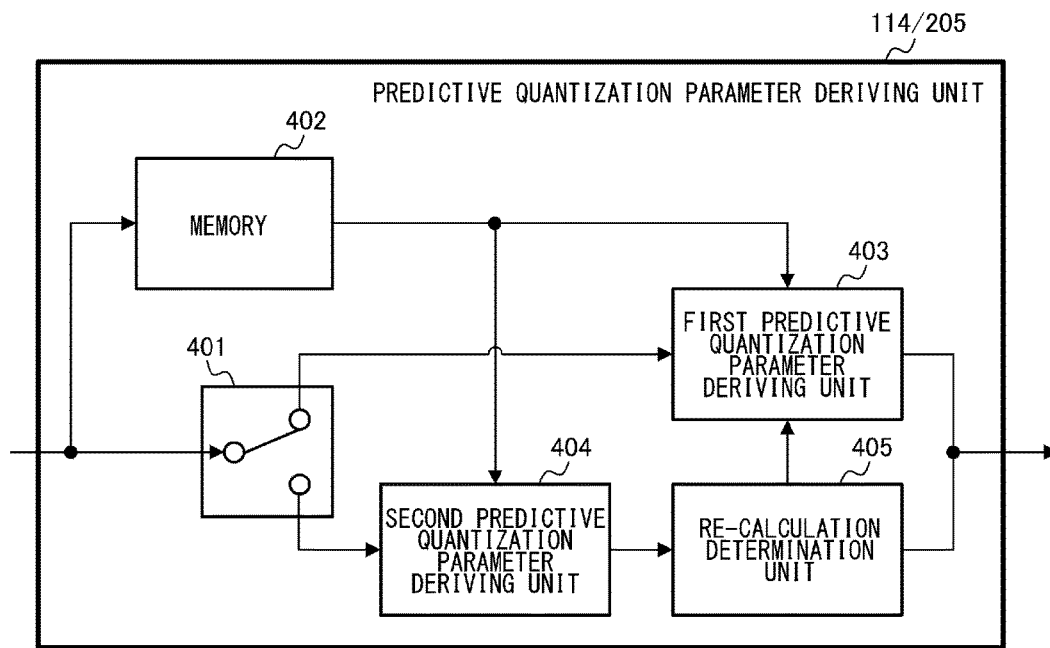 114/205
PREDICTIVE QUANTIZATION PARAMETER DERIVING UNIT
402
MEMORY
403
FIRST PREDICTIVE
QUANTIZATION
PARAMETER
DERIVING UNIT
401
404
SECOND PREDICTIVE
QUANTIZATION
PARAMETER
DERIVING UNIT
405
RE-CALCULATION
DETERMINATION
UNIT